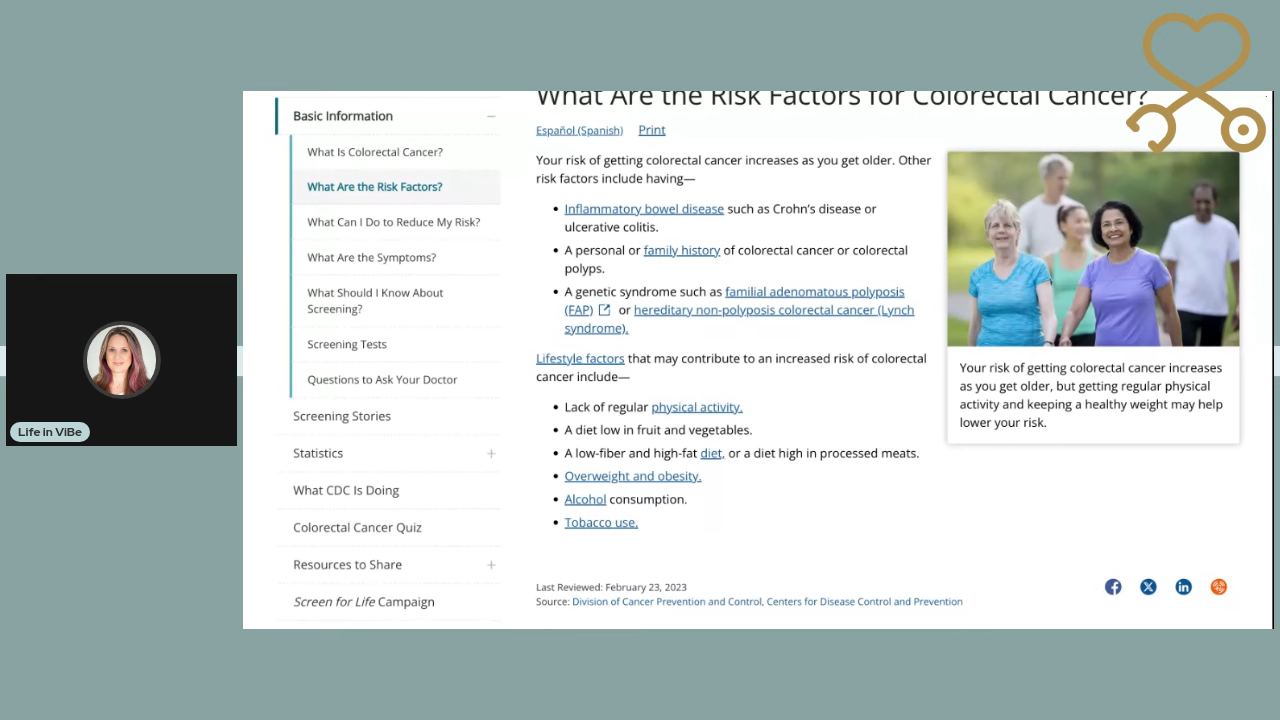 What Are the Risk Factors for Colorectal Cancer?
Basic Information
What Is Colorectal Cancer?
What Are the Risk Factors?
What Can I Do to Reduce My Risk?
What Are the Symptoms?
What Should I Know About
Screening?
Screening Tests
Questions to Ask Your Doctor
Screening Stories
Statistics
What CDC Is Doing
Colorectal Cancer Quiz
Resources to Share
Screen for Life Campaign
Español (Spanish) Print
Your risk of getting colorectal cancer increases as you get older. Other
risk factors include having—
• Inflammatory bowel disease such as Crohn's disease or
ulcerative colitis.
• A personal or family history of colorectal cancer or colorectal
polyps.
• A genetic syndrome such as familial adenomatous polyposis
(FAP) or hereditary non-polyposis colorectal cancer (Lynch
syndrome).
Lifestyle factors that may contribute to an increased risk of colorectal
cancer include—
• Lack of regular physical activity.
• A diet low in fruit and vegetables.
• A low-fiber and high-fat diet, or a diet high in processed meats.
• Overweight and obesity.
• Alcohol consumption.
• Tobacco use.
Your risk of getting colorectal cancer increases
as you get older, but getting regular physical
activity and keeping a healthy weight may help
lower your risk.
Last Reviewed: February 23, 2023
Source: Division of Cancer Prevention and Control, Centers for Disease Control and Prevention
Life in ViBe